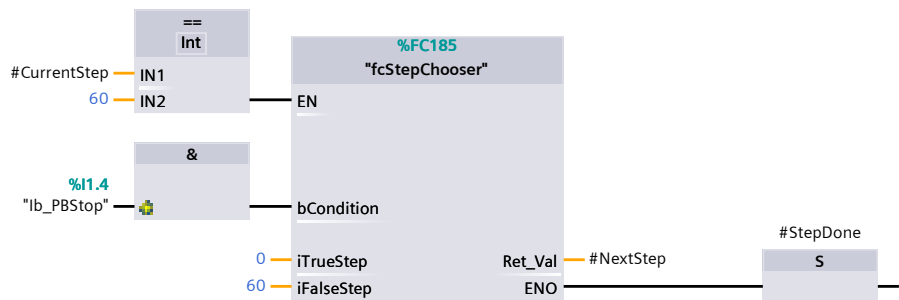 ==
Int
#CurrentStep
IN1
60
IN2
%FC185
"fcStepChooser"
EN
&
%I1.4
"Ib_PBStop"
bCondition
0
iTrueStep
Ret_Val
#NextStep
60
iFalseStep
ENO
#StepDone
S